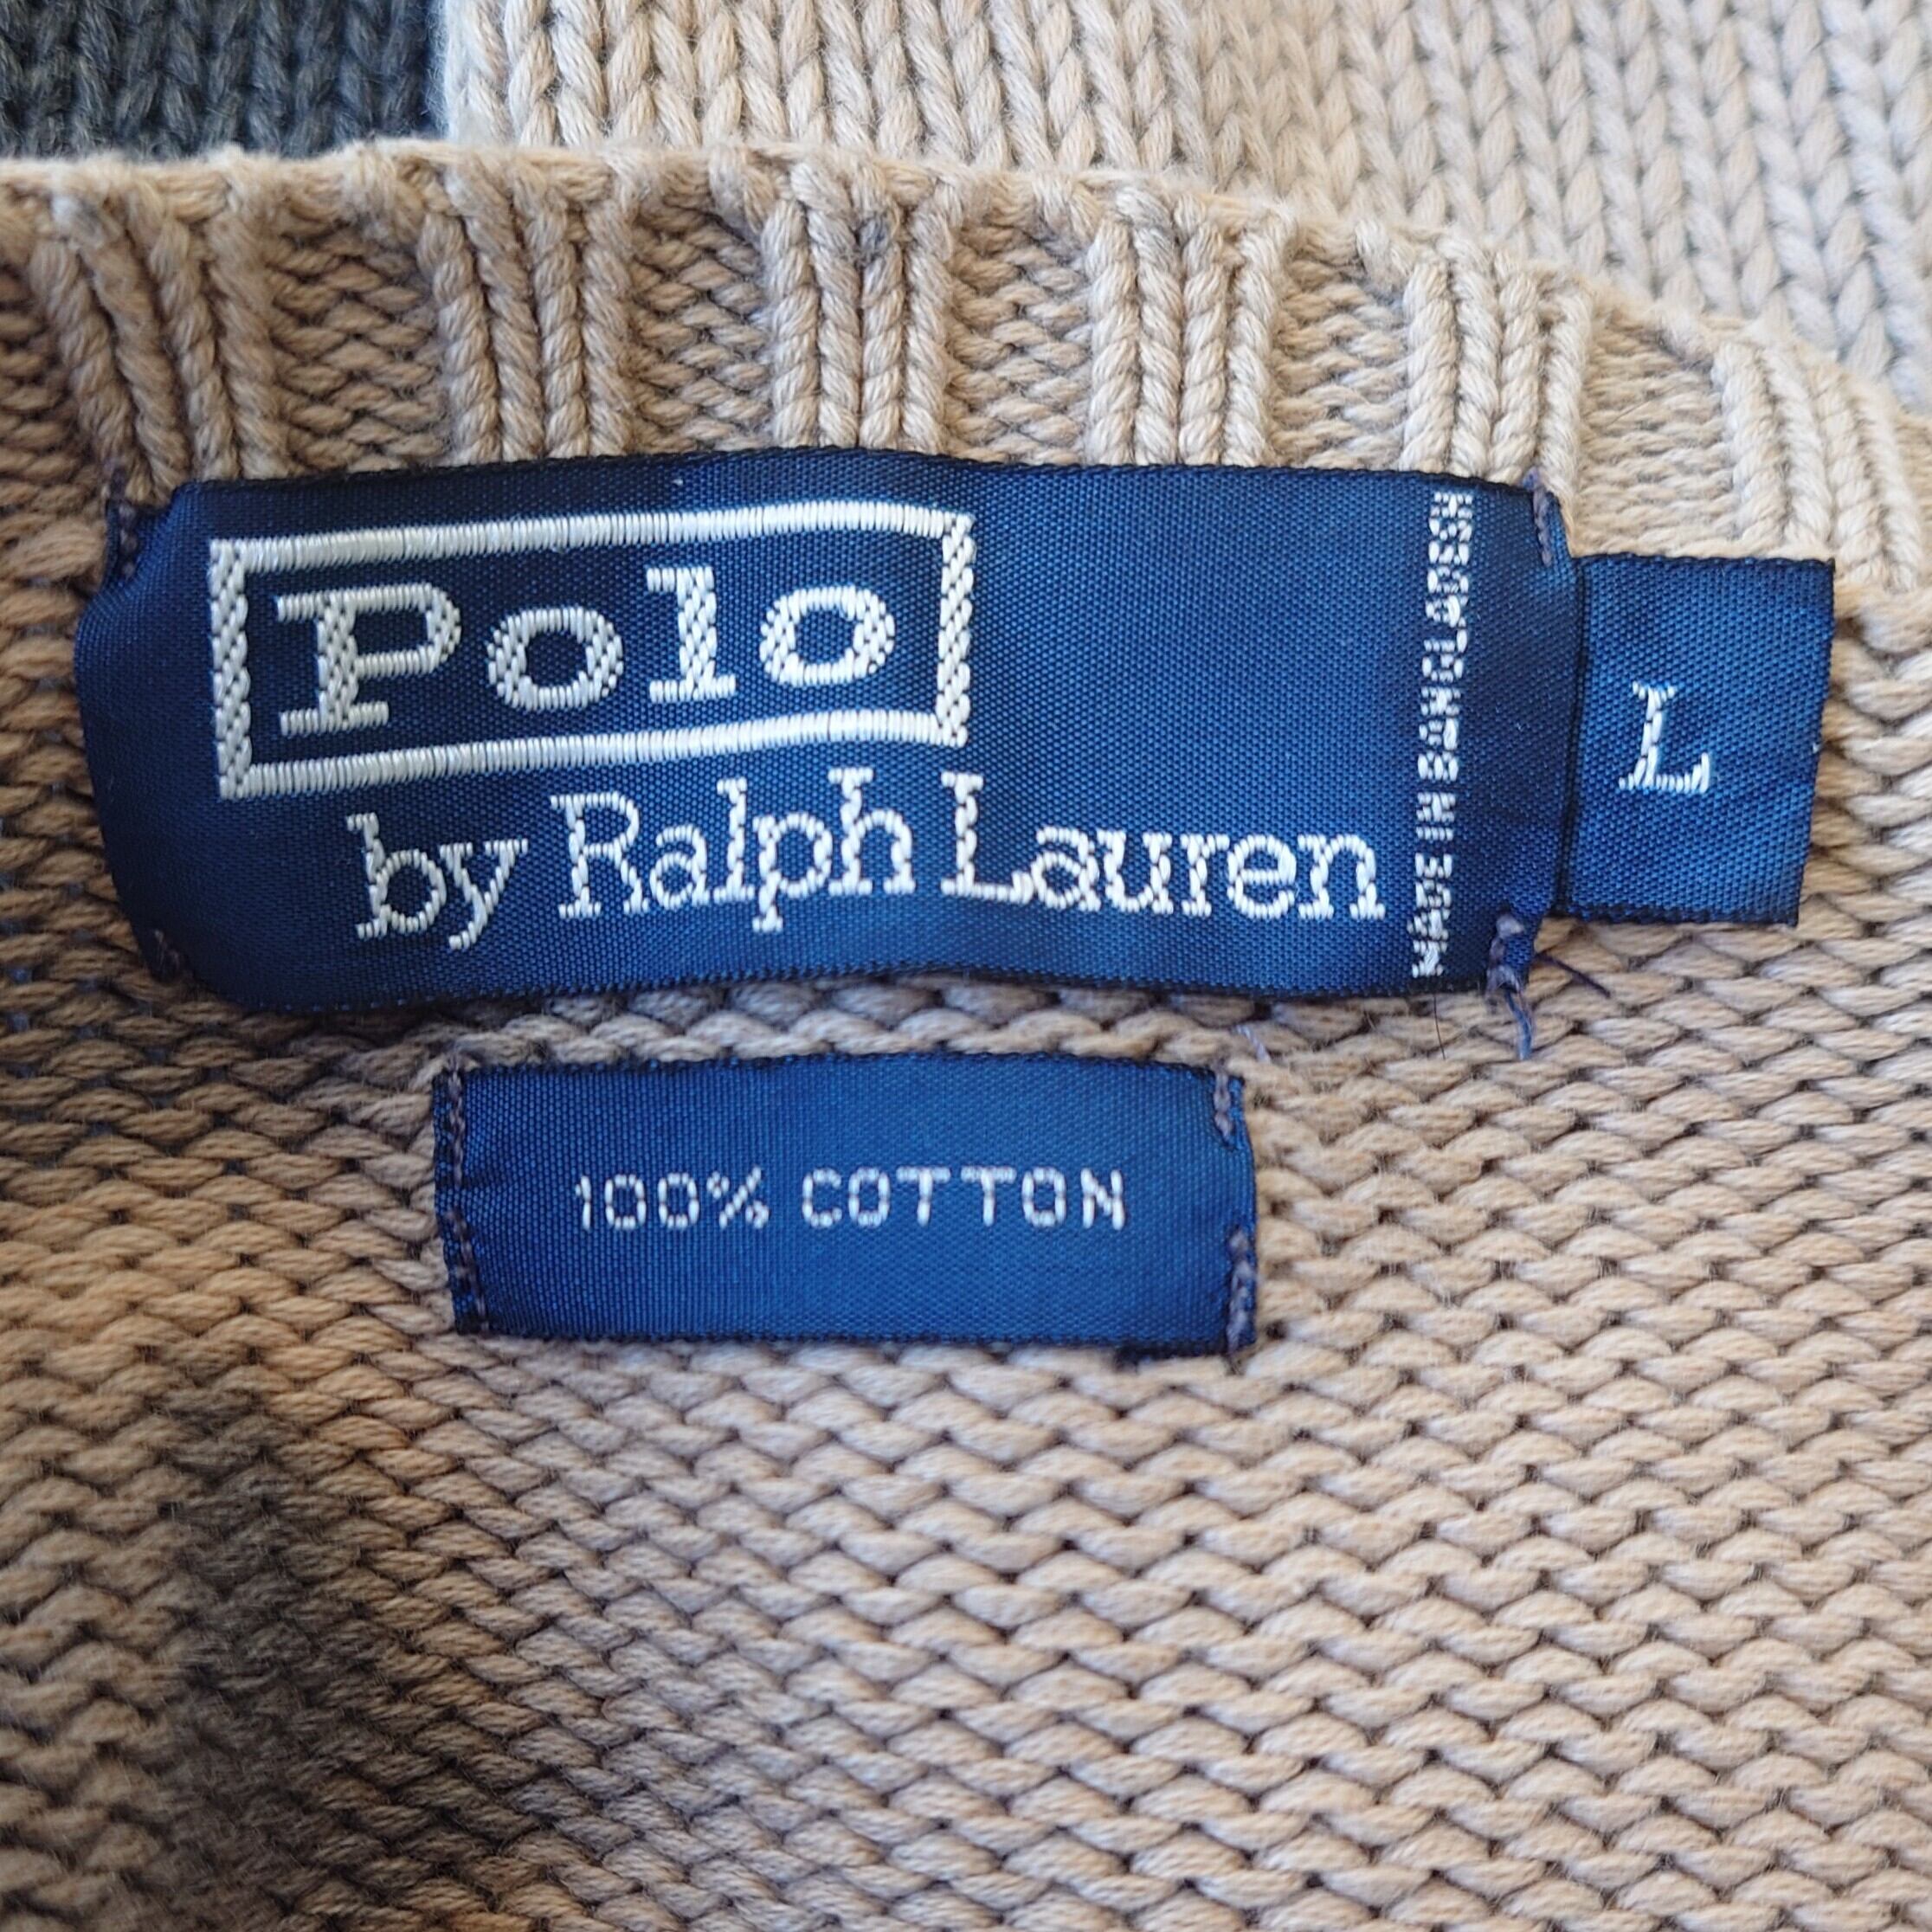 Polo
by Ralph Lauren
MADE IN BANGLADESH
L
100% COTTON